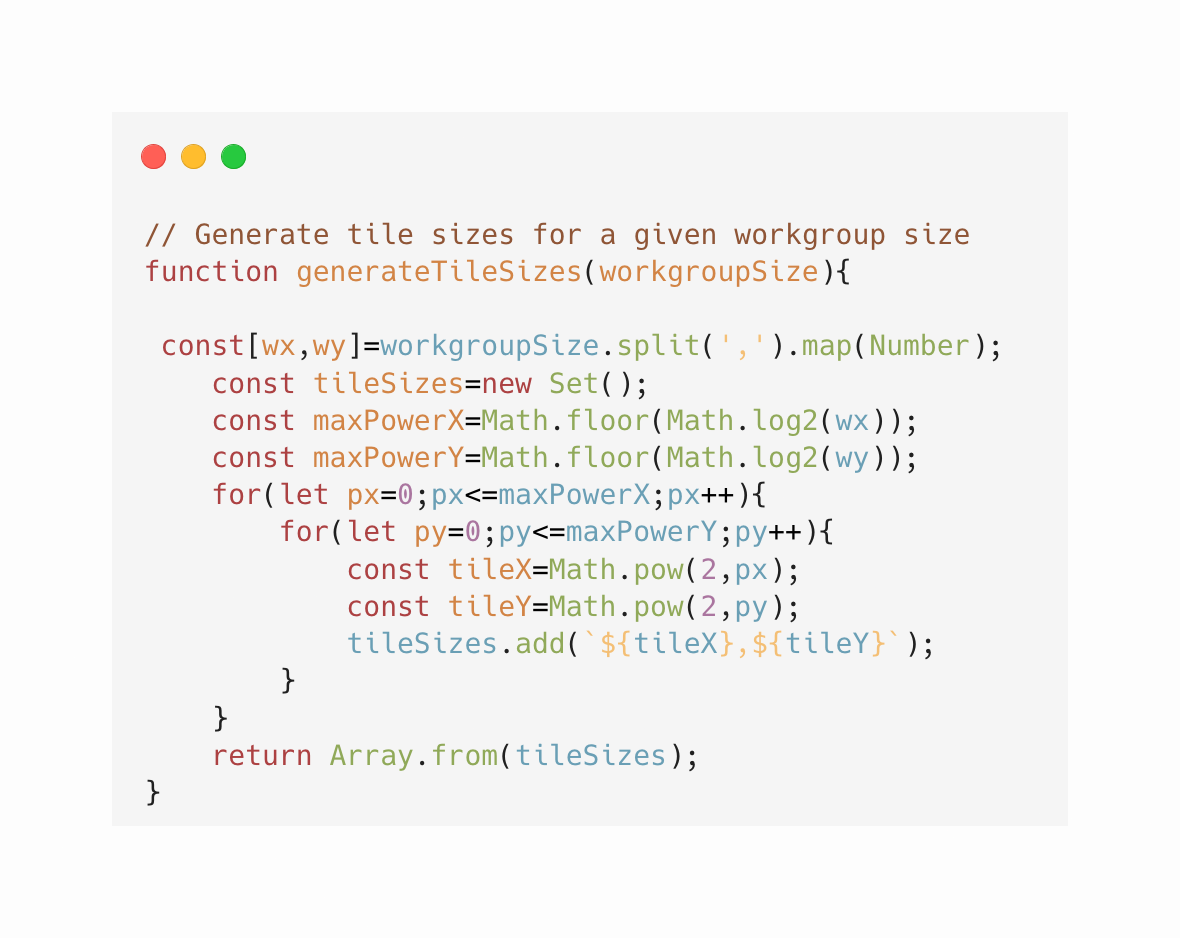 // Generate tile sizes for a given workgroup size
function generateTileSizes(workgroupSize){

 const[wx,wy]=workgroupSize.split(',').map(Number);
    const tileSizes=new Set();
    const maxPowerX=Math.floor(Math.log2(wx));
    const maxPowerY=Math.floor(Math.log2(wy));
    for(let px=0;px<=maxPowerX;px++){
        for(let py=0;py<=maxPowerY;py++){
            const tileX=Math.pow(2,px);
            const tileY=Math.pow(2,py);
            tileSizes.add(`${tileX},${tileY}`);
        }
    }
    return Array.from(tileSizes);
}